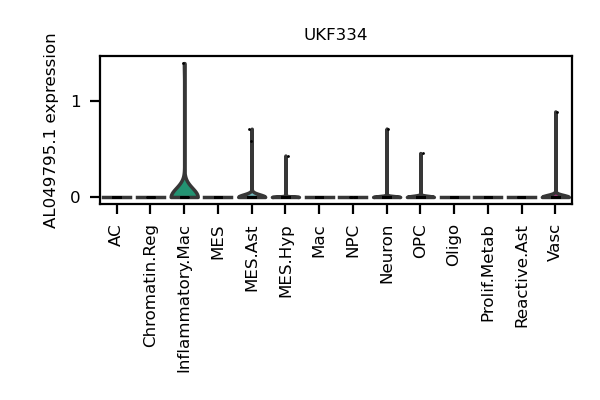 UKF334
AL049795.1 expression
1
0
AC
Chromatin.Reg
Inflammatory.Mac
MES
MES.Ast
MES.Hyp
Mac
NPC
Neuron
OPC
Oligo
Prolif.Metab
Reactive.Ast
Vasc